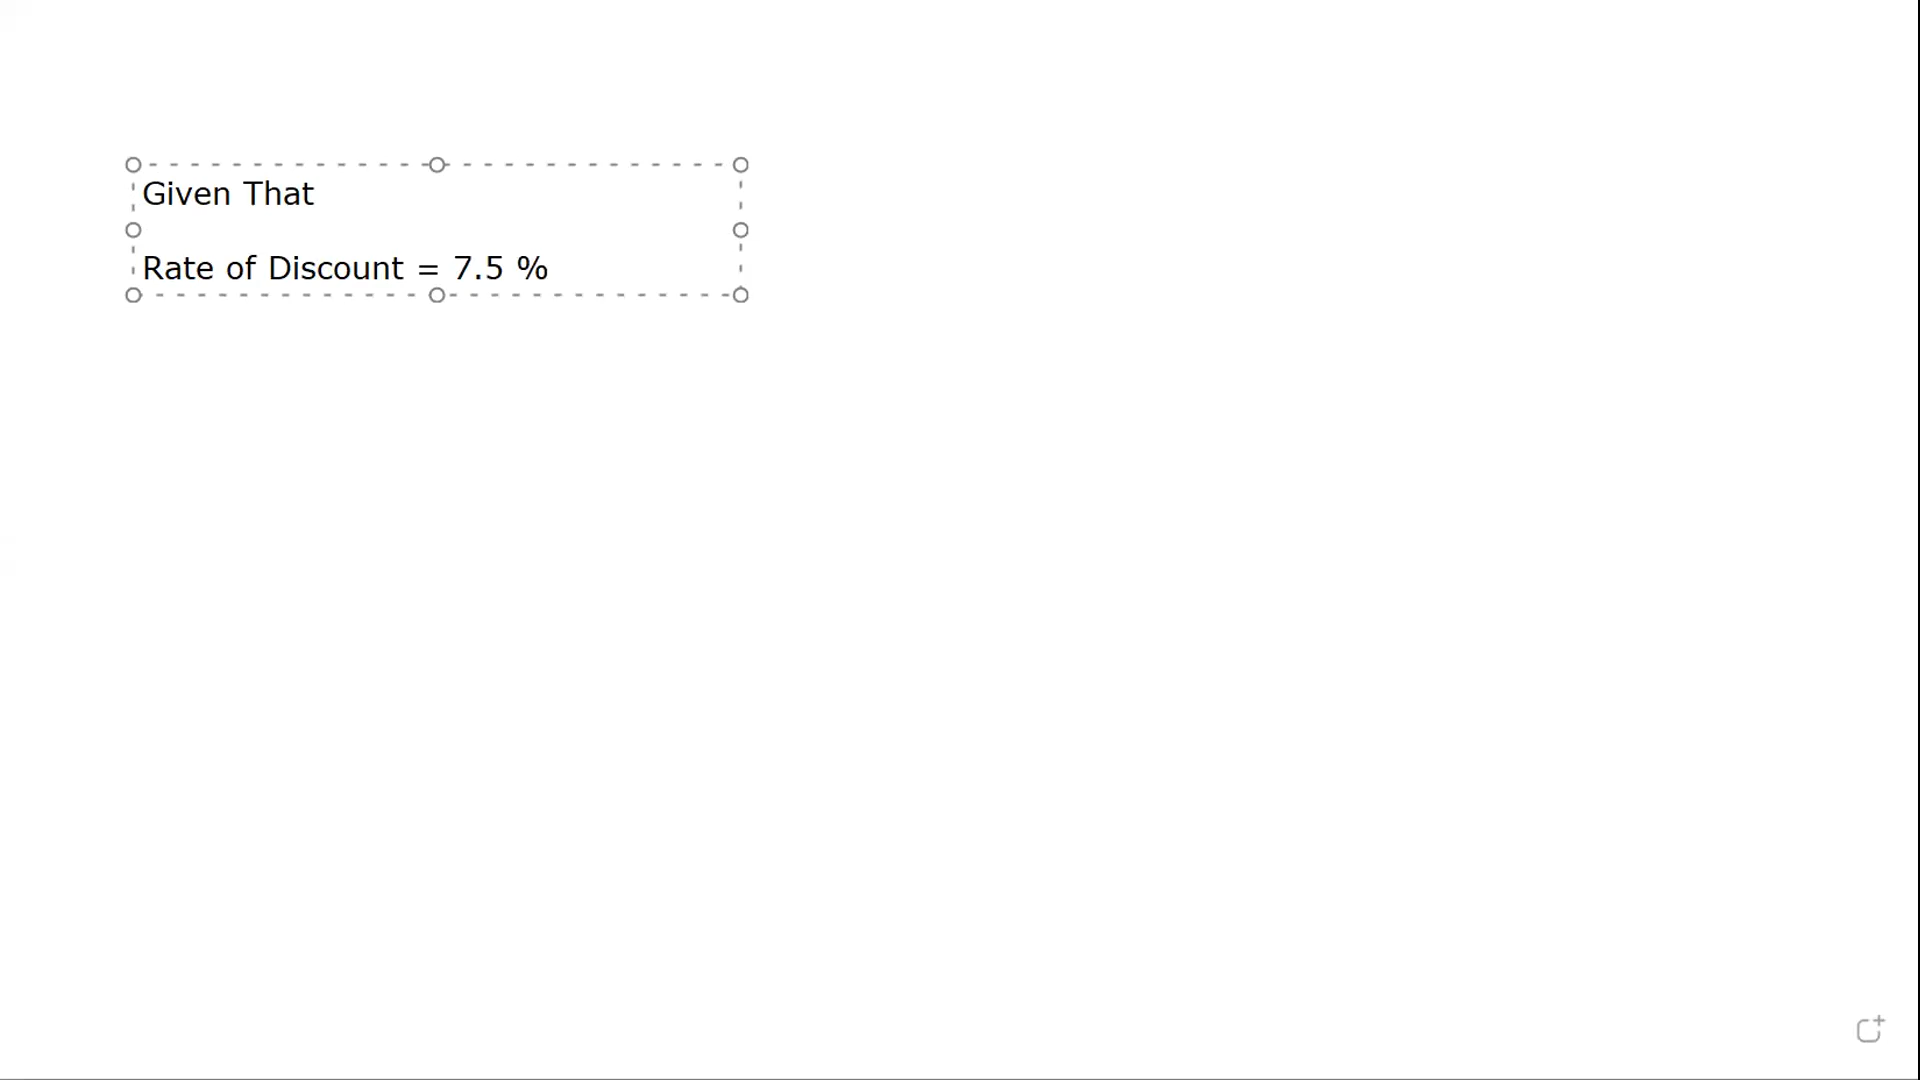 Given That
Rate of Discount = 7.5 %